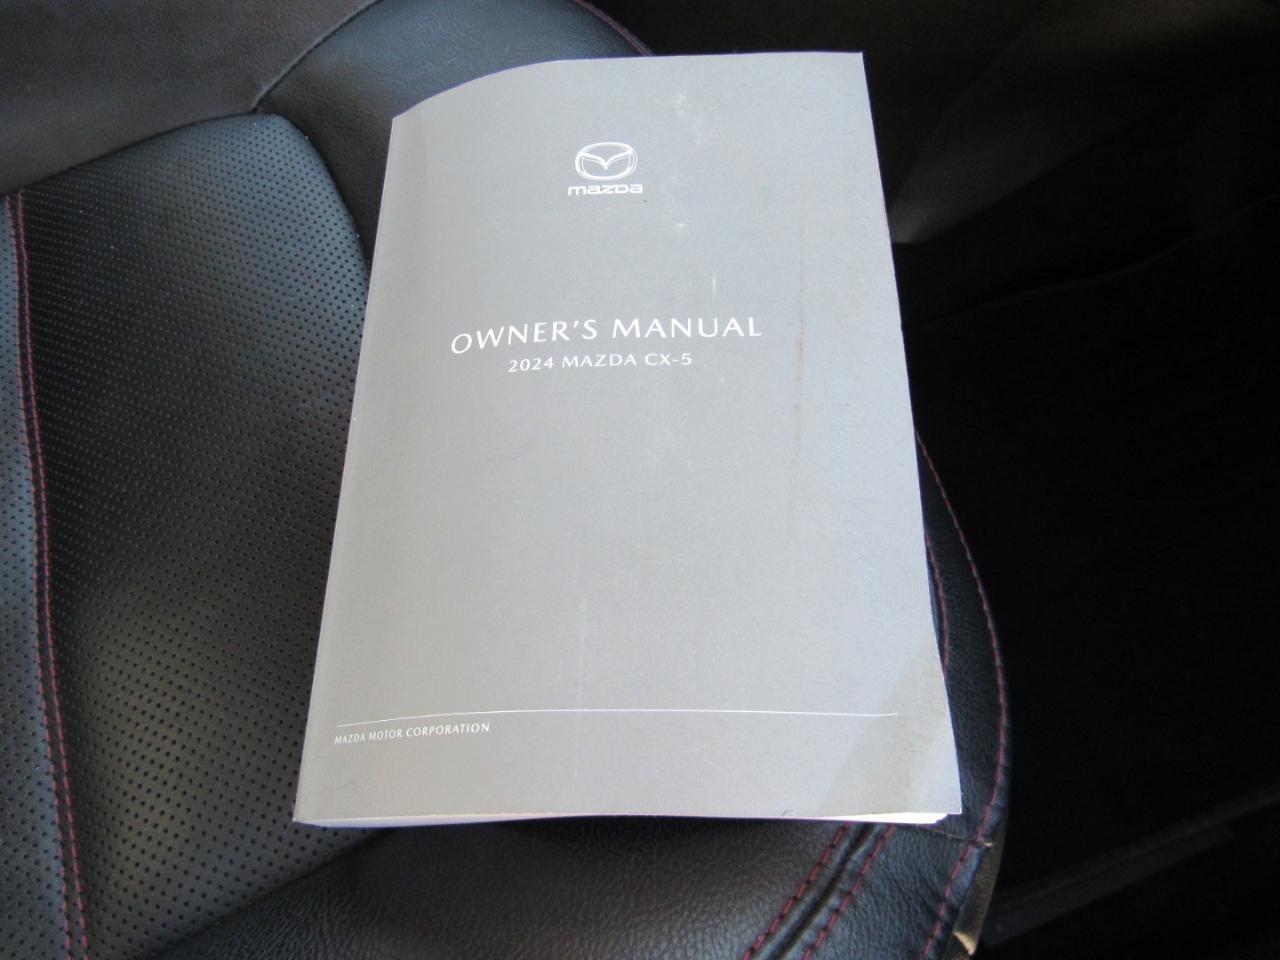 mazda
OWNER'S MANUAL
2024 MAZDA CX-5
MAZDA MOTOR CORPORATION